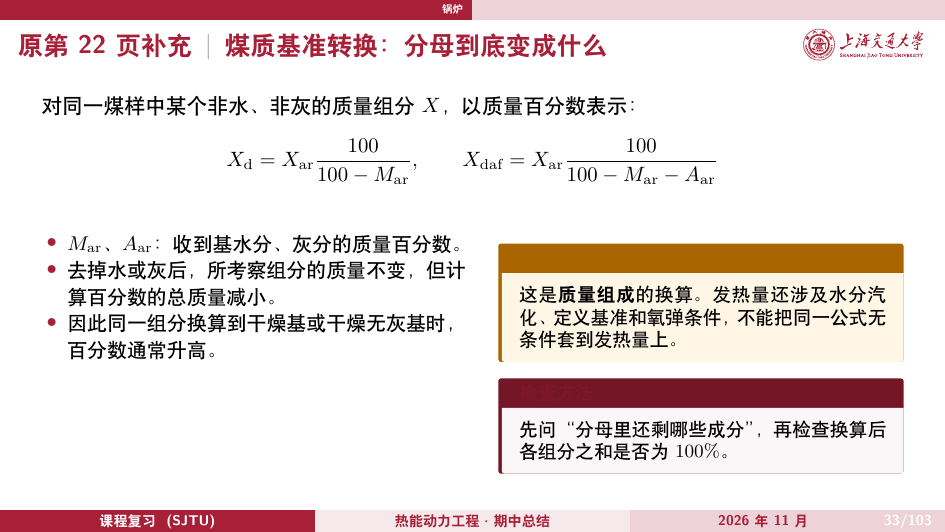 锅炉
原第 22 页补充 | 煤质基准转换：分母到底变成什么
上海交通大学
SHANGHAI JIAO TONG UNIVERSITY
对同一煤样中某个非水、非灰的质量组分 X，以质量百分数表示：
X_d = X_ar 100 / (100 − M_ar), X_daf = X_ar 100 / (100 − M_ar − A_ar)
• M_ar、A_ar：收到基水分、灰分的质量百分数。
• 去掉水或灰后，所考察组分的质量不变，但计
算百分数的总质量减小。
• 因此同一组分换算到干燥基或干燥无灰基时，
百分数通常升高。
这是质量组成的换算。发热量还涉及水分汽
化、定义基准和氧弹条件，不能把同一公式无
条件套到发热量上。
检查方法
先问“分母里还剩哪些成分”，再检查换算后
各组分之和是否为 100%。
课程复习 (SJTU)
热能动力工程 · 期中总结
2026 年 11 月
33/103